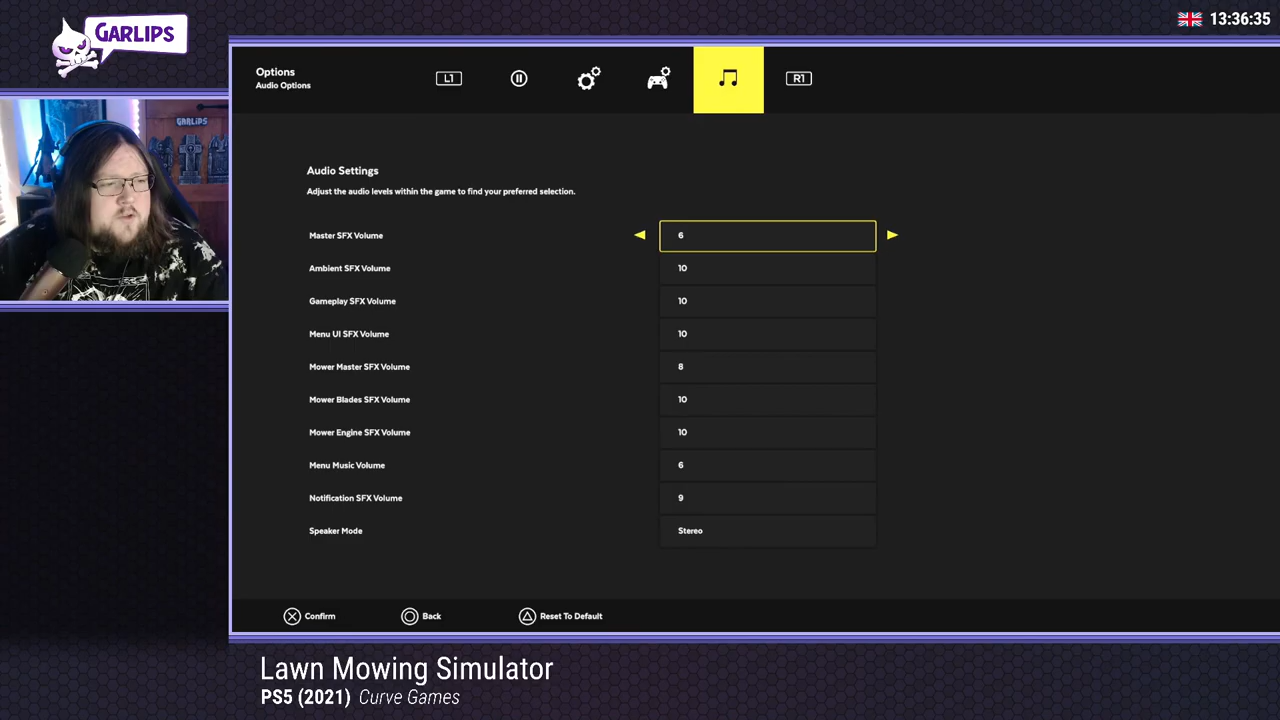 GARLIPS
13:36:35
Options
Audio Options
L1
R1
GARLIPS
Audio Settings
Adjust the audio levels within the game to find your preferred selection.
Master SFX Volume 6
Ambient SFX Volume 10
Gameplay SFX Volume 10
Menu UI SFX Volume 10
Mower Master SFX Volume 8
Mower Blades SFX Volume 10
Mower Engine SFX Volume 10
Menu Music Volume 6
Notification SFX Volume 9
Speaker Mode Stereo
Confirm Back Reset To Default
Lawn Mowing Simulator
PS5 (2021) Curve Games